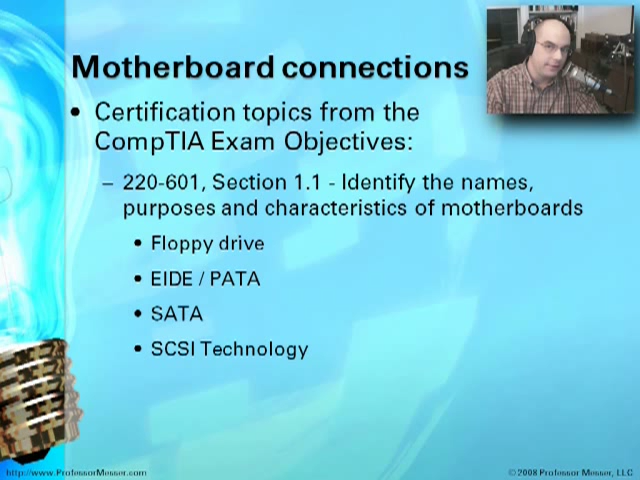 Motherboard connections
• Certification topics from the
CompTIA Exam Objectives:
– 220-601, Section 1.1 - Identify the names,
purposes and characteristics of motherboards
• Floppy drive
• EIDE / PATA
• SATA
• SCSI Technology
http://www.ProfessorMesser.com
© 2008 Professor Messer, LLC